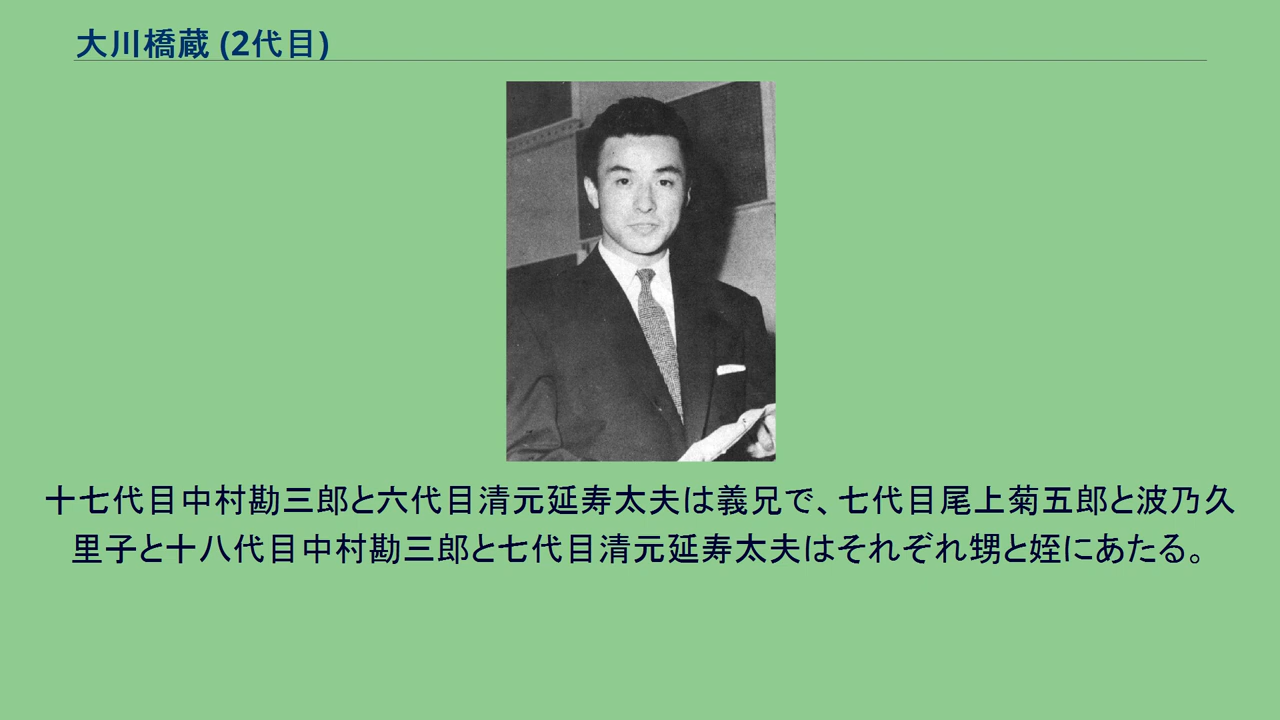 大川橋蔵 (2代目)
十七代目中村勘三郎と六代目清元延寿太夫は義兄で、七代目尾上菊五郎と波乃久
里子と十八代目中村勘三郎と七代目清元延寿太夫はそれぞれ甥と姪にあたる。